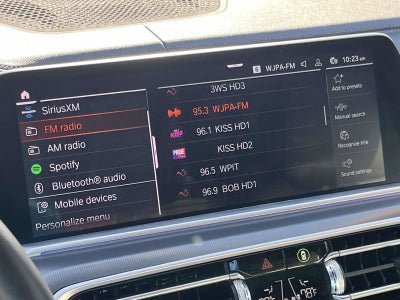 WJPA-FM
10:23pm
SiriusXM
FM radio
AM radio
Spotify
Bluetooth® audio
Mobile devices
Personalize menu
3WS HD3
95.3 WJPA-FM
96.1 KISS HD1
KISS HD2
96.5 WPIT
96.9 BOB HD1
Add to presets
Manual search
Recognize title
Sound settings